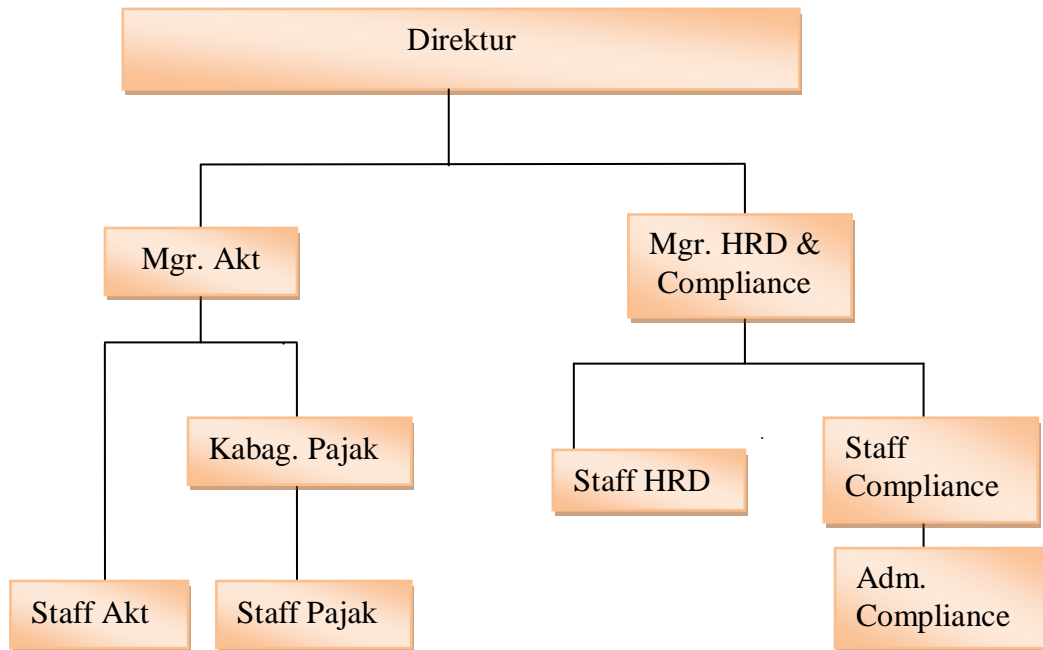 Direktur
Mgr. Akt
Mgr. HRD &
Compliance
Kabag. Pajak
Staff HRD
Staff
Compliance
Staff Akt
Staff Pajak
Adm.
Compliance